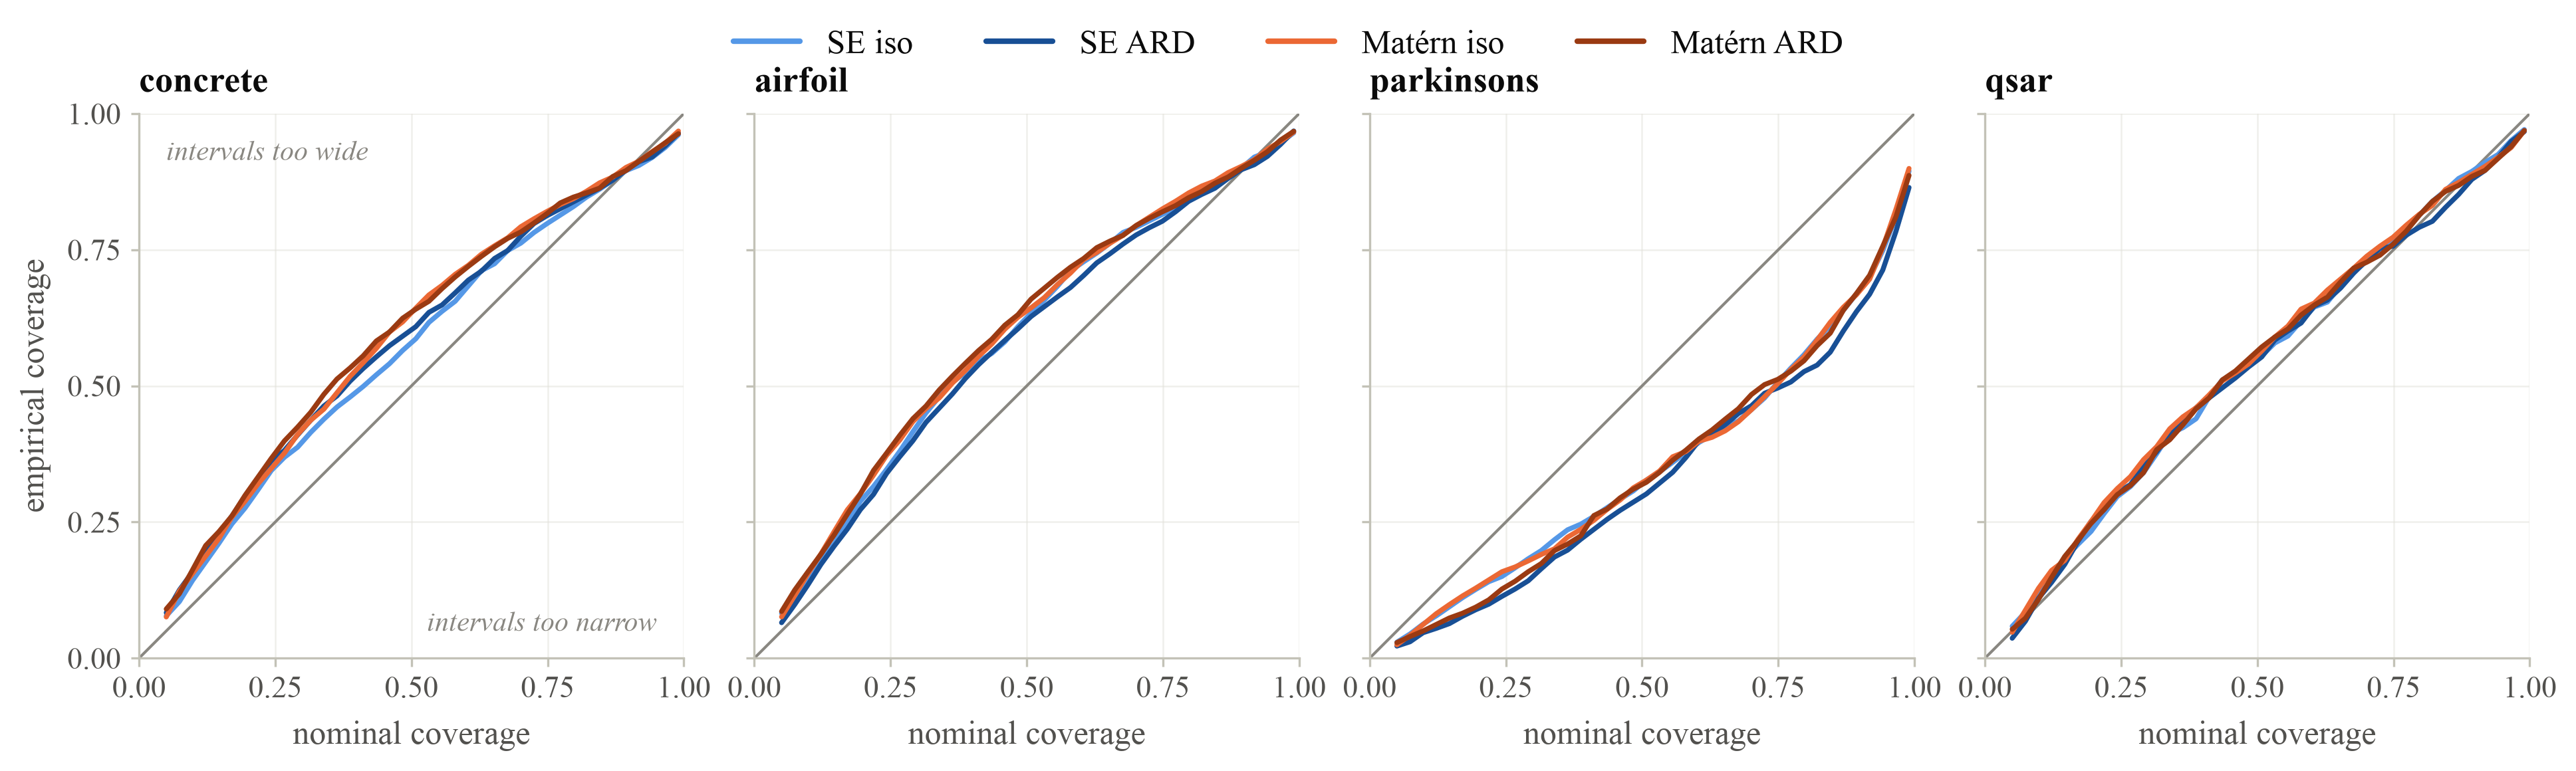 SE iso SE ARD Matérn iso Matérn ARD
concrete airfoil parkinsons qsar
1.00
intervals too wide
0.75
empirical coverage
0.50
0.25
intervals too narrow
0.00
0.00 0.25 0.50 0.75 1.00 0.00 0.25 0.50 0.75 1.00 0.00 0.25 0.50 0.75 1.00 0.00 0.25 0.50 0.75 1.00
nominal coverage nominal coverage nominal coverage nominal coverage